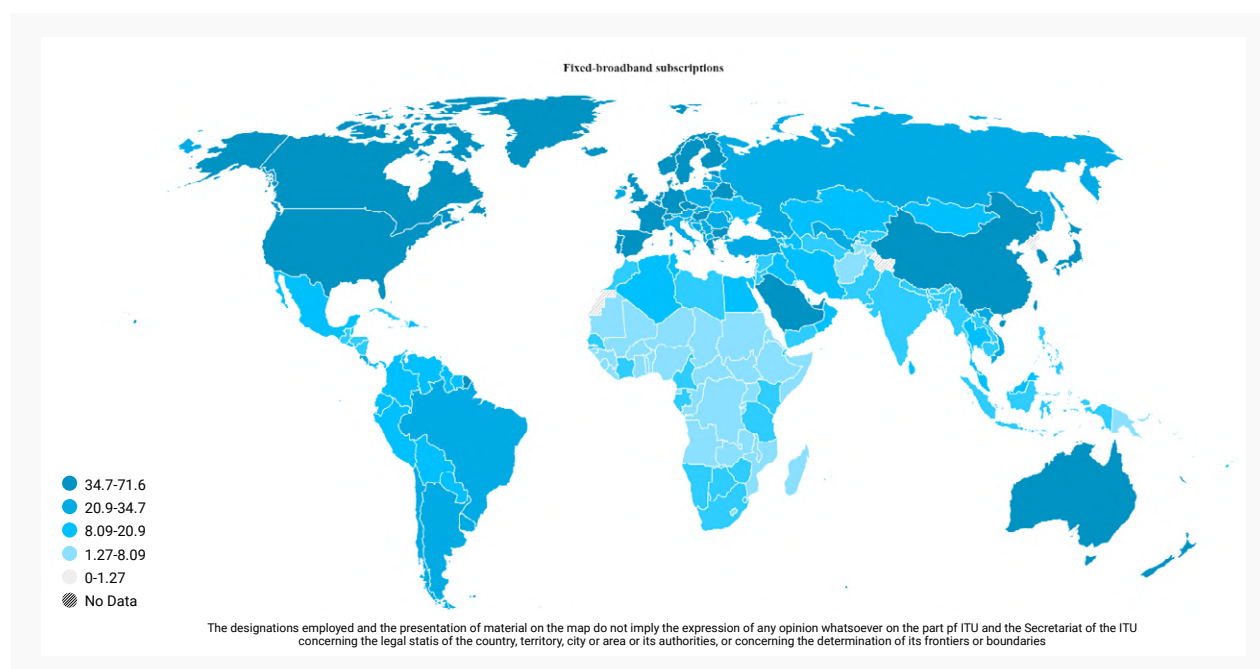 Fixed-broadband subscriptions
34.7-71.6
20.9-34.7
8.09-20.9
1.27-8.09
0-1.27
No Data
The designations employed and the presentation of material on the map do not imply the expression of any opinion whatsoever on the part pf ITU and the Secretariat of the ITU
concerning the legal statis of the country, territory, city or area or its authorities, or concerning the determination of its frontiers or boundaries